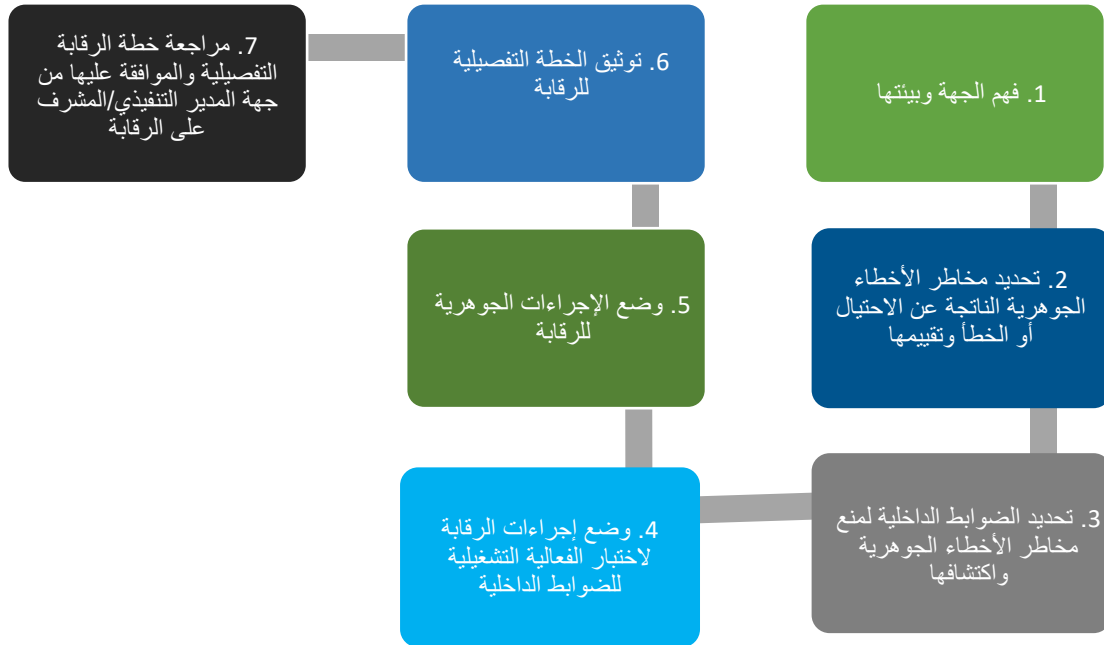 1. فهم الجهة وبيئتها
2. تحديد مخاطر الأخطاء
الجوهرية الناتجة عن الاحتيال
أو الخطأ وتقييمها
3. تحديد الضوابط الداخلية لمنع
مخاطر الأخطاء الجوهرية
واكتشافها
4. وضع إجراءات الرقابة
لاختبار الفعالية التشغيلية
للضوابط الداخلية
5. وضع الإجراءات الجوهرية
للرقابة
6. توثيق الخطة التفصيلية
للرقابة
7. مراجعة خطة الرقابة
التفصيلية والموافقة عليها من
جهة المدير التنفيذي/المشرف
على الرقابة